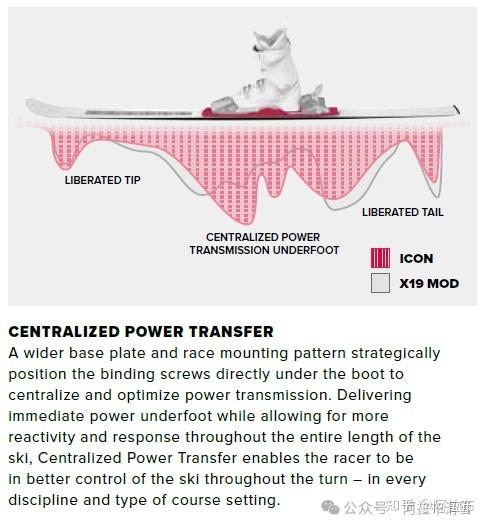 LIBERATED TIP
LIBERATED TAIL
CENTRALIZED POWER
TRANSMISSION UNDERFOOT
ICON
X19 MOD
CENTRALIZED POWER TRANSFER
A wider base plate and race mounting pattern strategically
position the binding screws directly under the boot to
centralize and optimize power transmission. Delivering
immediate power underfoot while allowing for more
reactivity and response throughout the entire length of the
ski, Centralized Power Transfer enables the racer to be
in better control of the ski throughout the turn – in every
discipline and type of course setting.